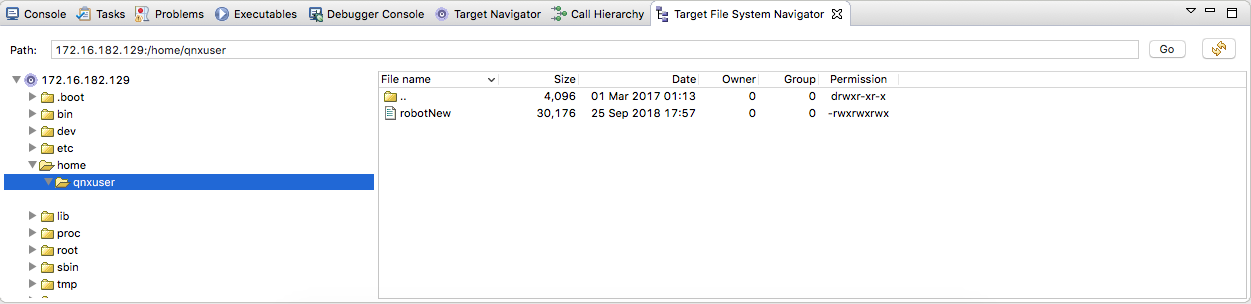 Console Tasks Problems Executables Debugger Console Target Navigator Call Hierarchy Target File System Navigator
Path: 172.16.182.129:/home/qnxuser Go
172.16.182.129
.boot
bin
dev
etc
home
qnxuser
lib
proc
root
sbin
tmp
File name Size Date Owner Group Permission
.. 4,096 01 Mar 2017 01:13 0 0 drwxr-xr-x
robotNew 30,176 25 Sep 2018 17:57 0 0 -rwxrwxrwx